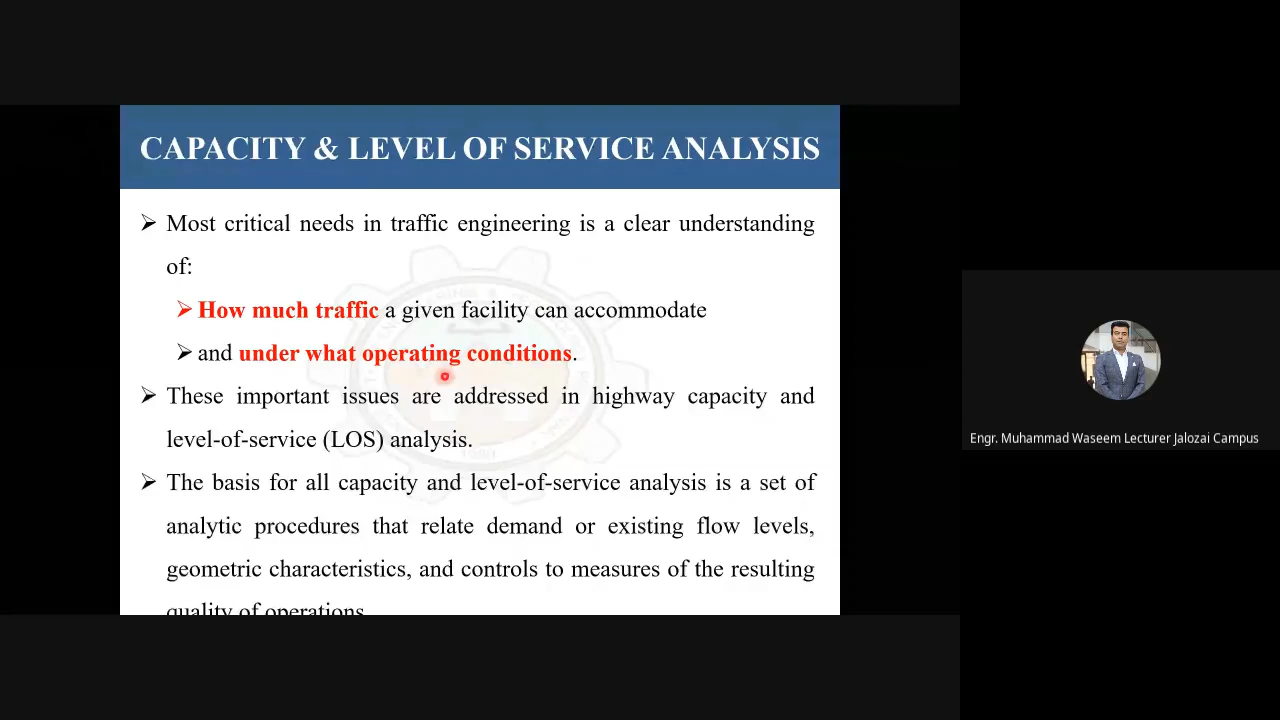 CAPACITY & LEVEL OF SERVICE ANALYSIS
Most critical needs in traffic engineering is a clear understanding
of:
How much traffic a given facility can accommodate
and under what operating conditions.
These important issues are addressed in highway capacity and
level-of-service (LOS) analysis.
The basis for all capacity and level-of-service analysis is a set of
analytic procedures that relate demand or existing flow levels,
geometric characteristics, and controls to measures of the resulting
quality of operations.
Engr. Muhammad Waseem Lecturer Jalozai Campus